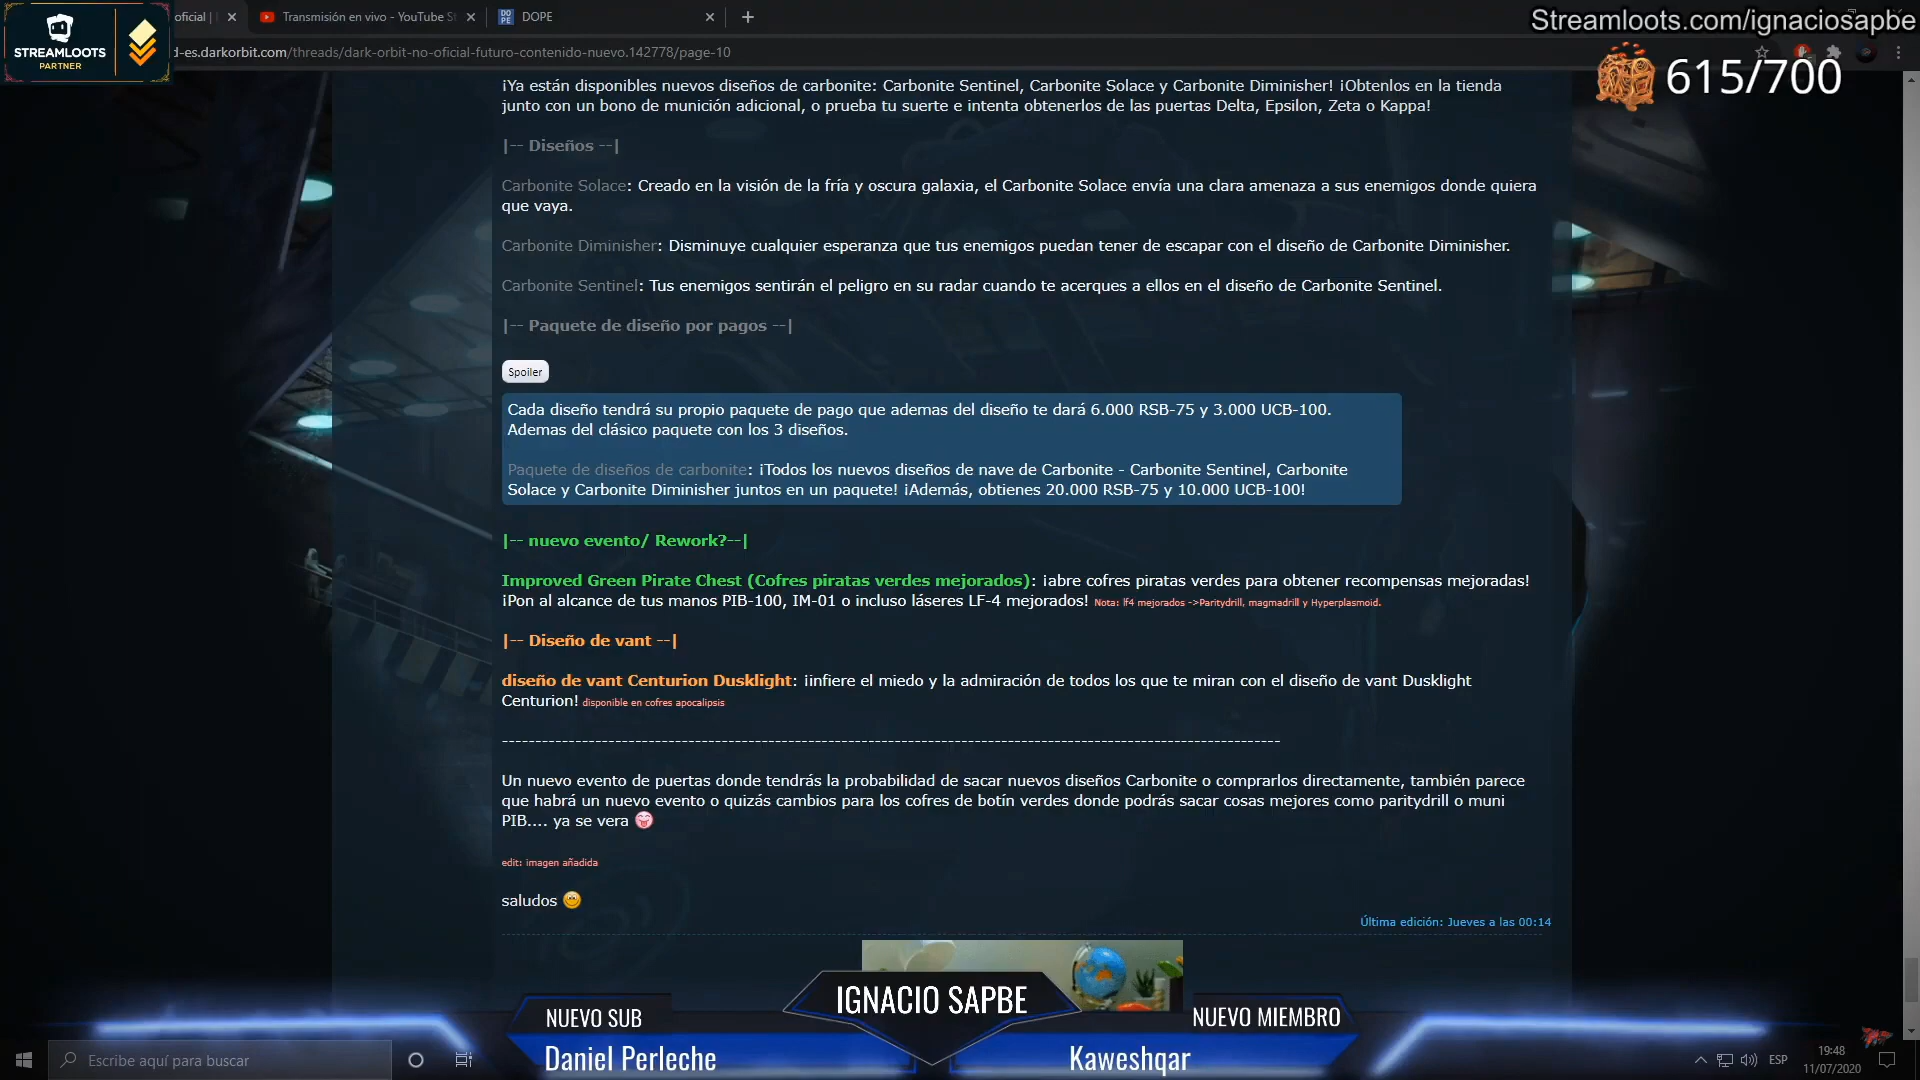 STREAMLOOTS
PARTNER
oficial |
Transmisión en vivo - YouTube St
DOPE
Streamloots.com/ignaciosapbe
d-es.darkorbit.com/threads/dark-orbit-no-oficial-futuro-contenido-nuevo.142778/page-10
615/700
¡Ya están disponibles nuevos diseños de carbonite: Carbonite Sentinel, Carbonite Solace y Carbonite Diminisher! ¡Obtenlos en la tienda
junto con un bono de munición adicional, o prueba tu suerte e intenta obtenerlos de las puertas Delta, Epsilon, Zeta o Kappa!
|-- Diseños --|
Carbonite Solace: Creado en la visión de la fría y oscura galaxia, el Carbonite Solace envía una clara amenaza a sus enemigos donde quiera
que vaya.
Carbonite Diminisher: Disminuye cualquier esperanza que tus enemigos puedan tener de escapar con el diseño de Carbonite Diminisher.
Carbonite Sentinel: Tus enemigos sentirán el peligro en su radar cuando te acerques a ellos en el diseño de Carbonite Sentinel.
|-- Paquete de diseño por pagos --|
Spoiler
Cada diseño tendrá su propio paquete de pago que ademas del diseño te dará 6.000 RSB-75 y 3.000 UCB-100.
Ademas del clásico paquete con los 3 diseños.
Paquete de diseños de carbonite: ¡Todos los nuevos diseños de nave de Carbonite - Carbonite Sentinel, Carbonite
Solace y Carbonite Diminisher juntos en un paquete! ¡Además, obtienes 20.000 RSB-75 y 10.000 UCB-100!
|-- nuevo evento/ Rework?--|
Improved Green Pirate Chest (Cofres piratas verdes mejorados): ¡abre cofres piratas verdes para obtener recompensas mejoradas!
¡Pon al alcance de tus manos PIB-100, IM-01 o incluso láseres LF-4 mejorados! Nota: lf4 mejorados ->Paritydrill, magmadrill y Hyperplasmoid.
|-- Diseño de vant --|
diseño de vant Centurion Dusklight: ¡infiere el miedo y la admiración de todos los que te miran con el diseño de vant Dusklight
Centurion! disponible en cofres apocalipsis
---------------------------------------------------------------------------------------------------------------------
Un nuevo evento de puertas donde tendrás la probabilidad de sacar nuevos diseños Carbonite o comprarlos directamente, también parece
que habrá un nuevo evento o quizás cambios para los cofres de botín verdes donde podrás sacar cosas mejores como paritydrill o muni
PIB.... ya se vera
edit: imagen añadida
saludos
Última edición: Jueves a las 00:14
IGNACIO SAPBE
NUEVO SUB
NUEVO MIEMBRO
Daniel Perleche
Kaweshqar
Escribe aquí para buscar
ESP
19:48
11/07/2020